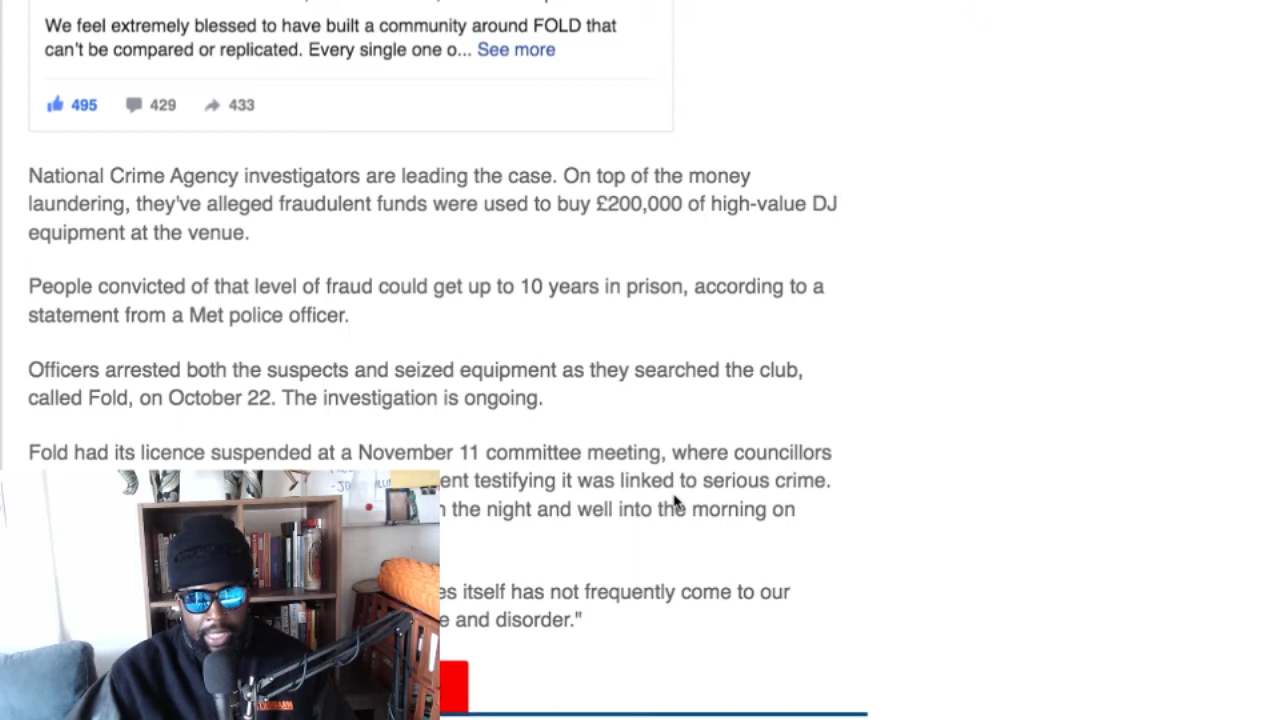 We feel extremely blessed to have built a community around FOLD that
can't be compared or replicated. Every single one o... See more
495 429 433
National Crime Agency investigators are leading the case. On top of the money
laundering, they've alleged fraudulent funds were used to buy £200,000 of high-value DJ
equipment at the venue.
People convicted of that level of fraud could get up to 10 years in prison, according to a
statement from a Met police officer.
Officers arrested both the suspects and seized equipment as they searched the club,
called Fold, on October 22. The investigation is ongoing.
Fold had its licence suspended at a November 11 committee meeting, where councillors
ent testifying it was linked to serious crime.
the night and well into the morning on
es itself has not frequently come to our
e and disorder."